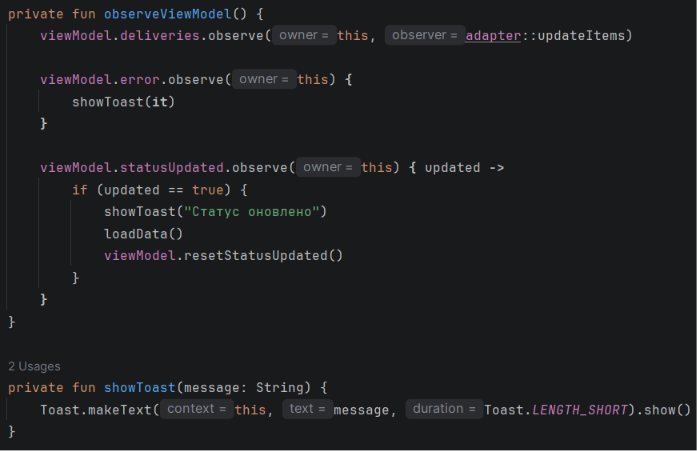 private fun observeViewModel() {
    viewModel.deliveries.observe( owner = this, observer = adapter::updateItems)
    viewModel.error.observe( owner = this) {
        showToast(it)
    }
    viewModel.statusUpdated.observe( owner = this) { updated ->
        if (updated == true) {
            showToast("Статус оновлено")
            loadData()
            viewModel.resetStatusUpdated()
        }
    }
}
2 Usages
private fun showToast(message: String) {
    Toast.makeText( context = this, text = message, duration = Toast.LENGTH_SHORT).show()
}